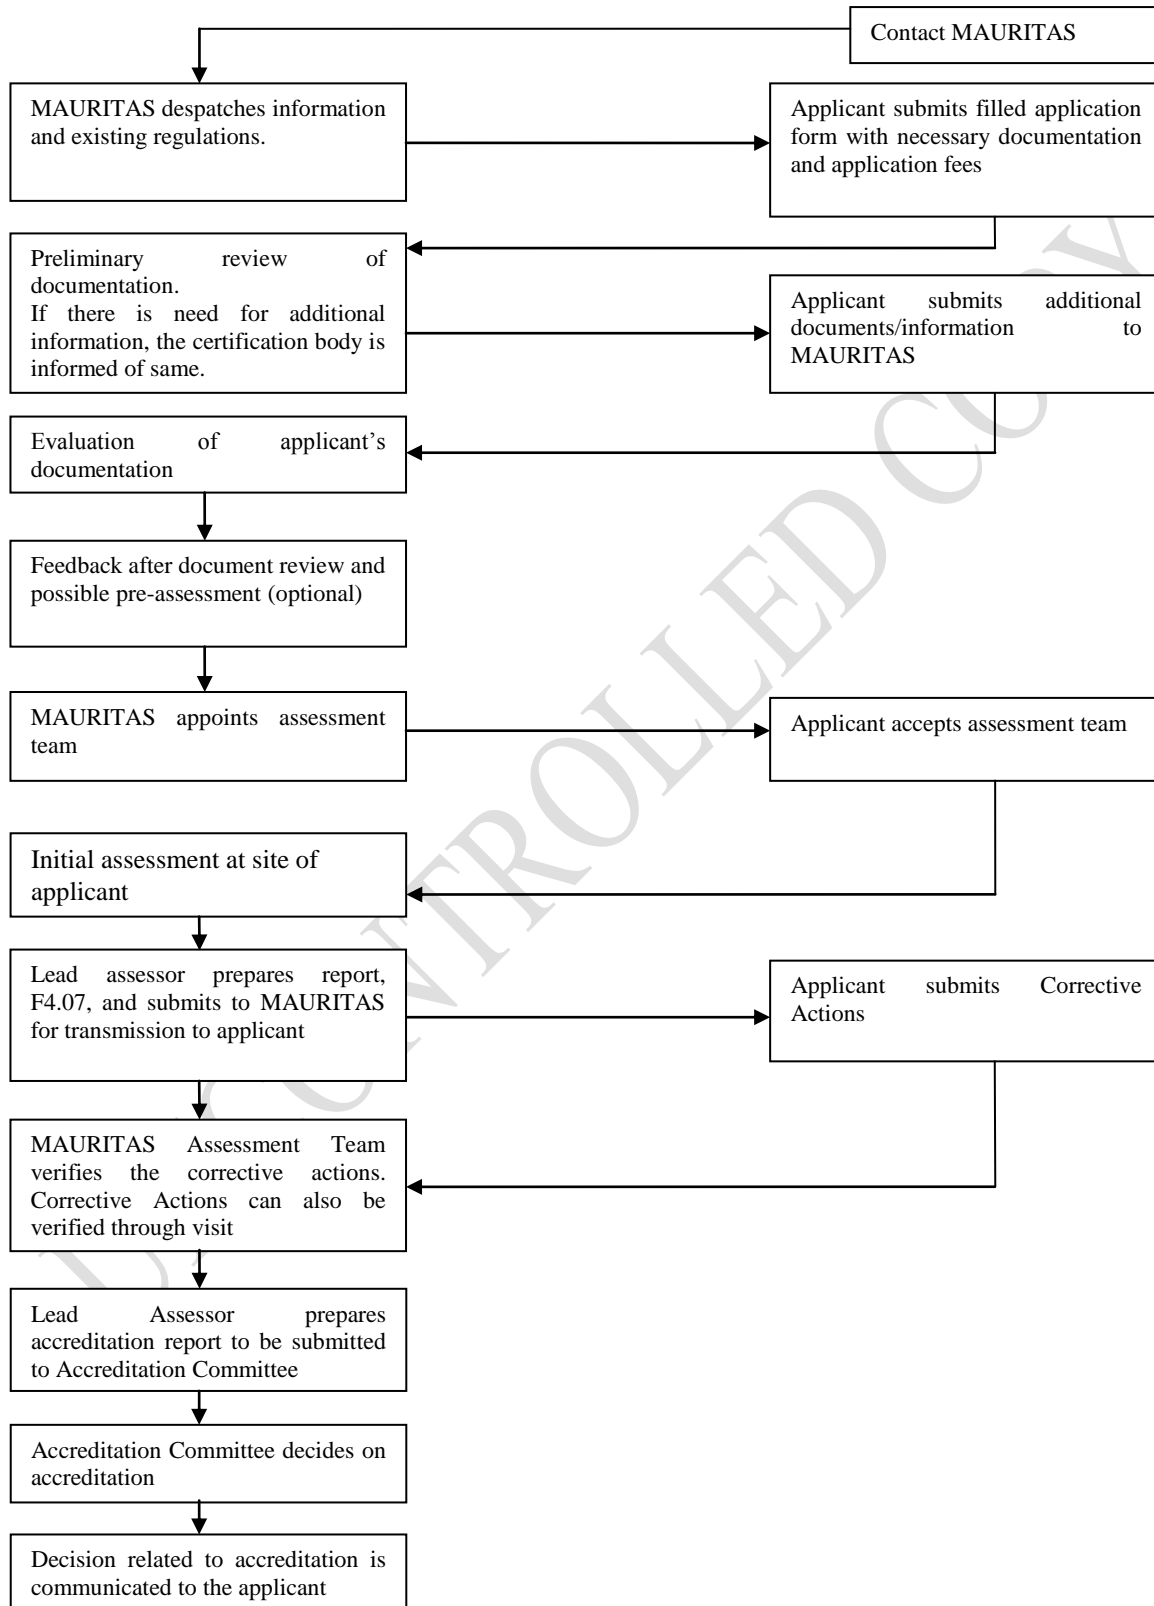 Contact MAURITAS
MAURITAS despatches information
and existing regulations.
Applicant submits filled application
form with necessary documentation
and application fees
Preliminary review of
documentation.
If there is need for additional
information, the certification body is
informed of same.
Applicant submits additional
documents/information to
MAURITAS
Evaluation of applicant’s
documentation
Feedback after document review and
possible pre-assessment (optional)
MAURITAS appoints assessment
team
Applicant accepts assessment team
Initial assessment at site of
applicant
Lead assessor prepares report,
F4.07, and submits to MAURITAS
for transmission to applicant
Applicant submits Corrective
Actions
MAURITAS Assessment Team
verifies the corrective actions.
Corrective Actions can also be
verified through visit
Lead Assessor prepares
accreditation report to be submitted
to Accreditation Committee
Accreditation Committee decides on
accreditation
Decision related to accreditation is
communicated to the applicant
UNCONTROLLED COPY